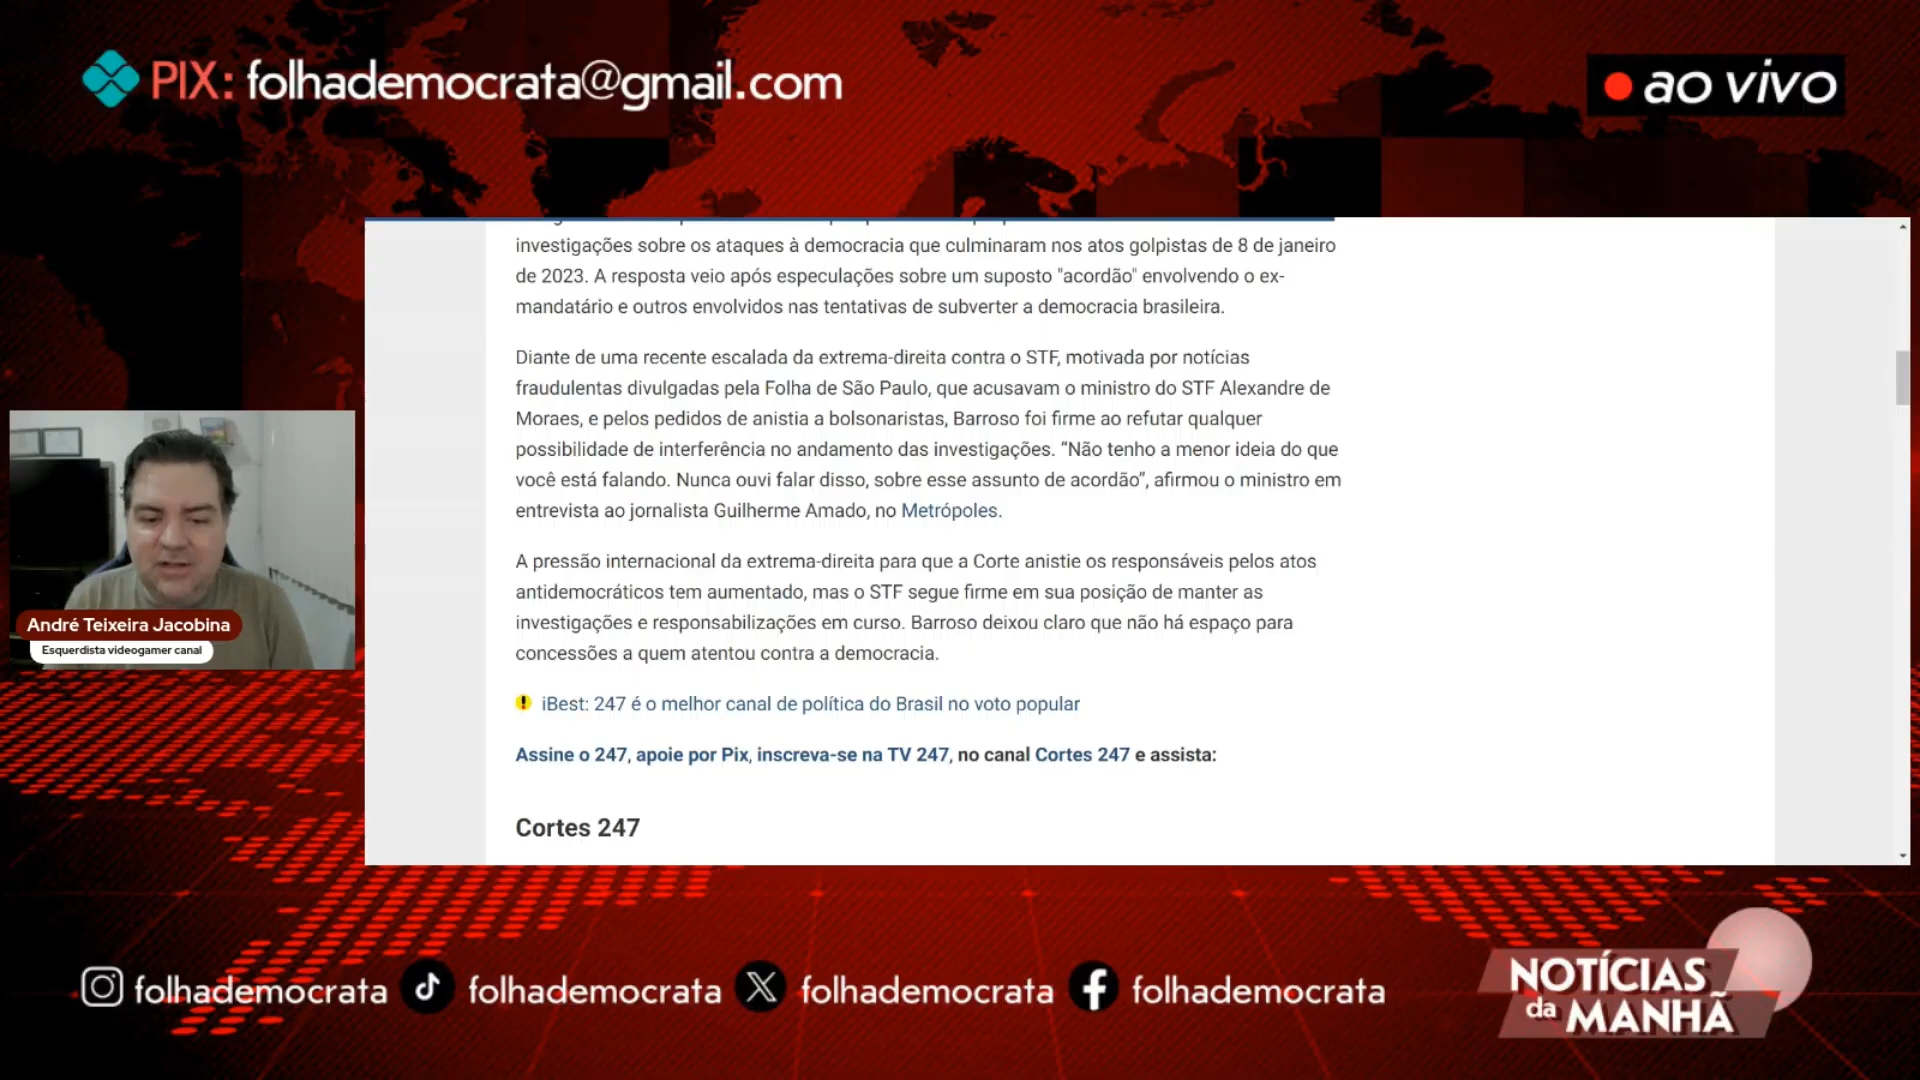 PIX: folhademocrata@gmail.com
ao vivo
investigações sobre os ataques à democracia que culminaram nos atos golpistas de 8 de janeiro
de 2023. A resposta veio após especulações sobre um suposto "acordão" envolvendo o ex-
mandatário e outros envolvidos nas tentativas de subverter a democracia brasileira.
Diante de uma recente escalada da extrema-direita contra o STF, motivada por notícias
fraudulentas divulgadas pela Folha de São Paulo, que acusavam o ministro do STF Alexandre de
Moraes, e pelos pedidos de anistia a bolsonaristas, Barroso foi firme ao refutar qualquer
possibilidade de interferência no andamento das investigações. “Não tenho a menor ideia do que
você está falando. Nunca ouvi falar disso, sobre esse assunto de acordão”, afirmou o ministro em
entrevista ao jornalista Guilherme Amado, no Metrópoles.
A pressão internacional da extrema-direita para que a Corte anistie os responsáveis pelos atos
antidemocráticos tem aumentado, mas o STF segue firme em sua posição de manter as
investigações e responsabilizações em curso. Barroso deixou claro que não há espaço para
concessões a quem atentou contra a democracia.
iBest: 247 é o melhor canal de política do Brasil no voto popular
Assine o 247, apoie por Pix, inscreva-se na TV 247, no canal Cortes 247 e assista:
Cortes 247
André Teixeira Jacobina
Esquerdista videogamer canal
folhademocrata
folhademocrata
folhademocrata
folhademocrata
NOTÍCIAS
da MANHÃ